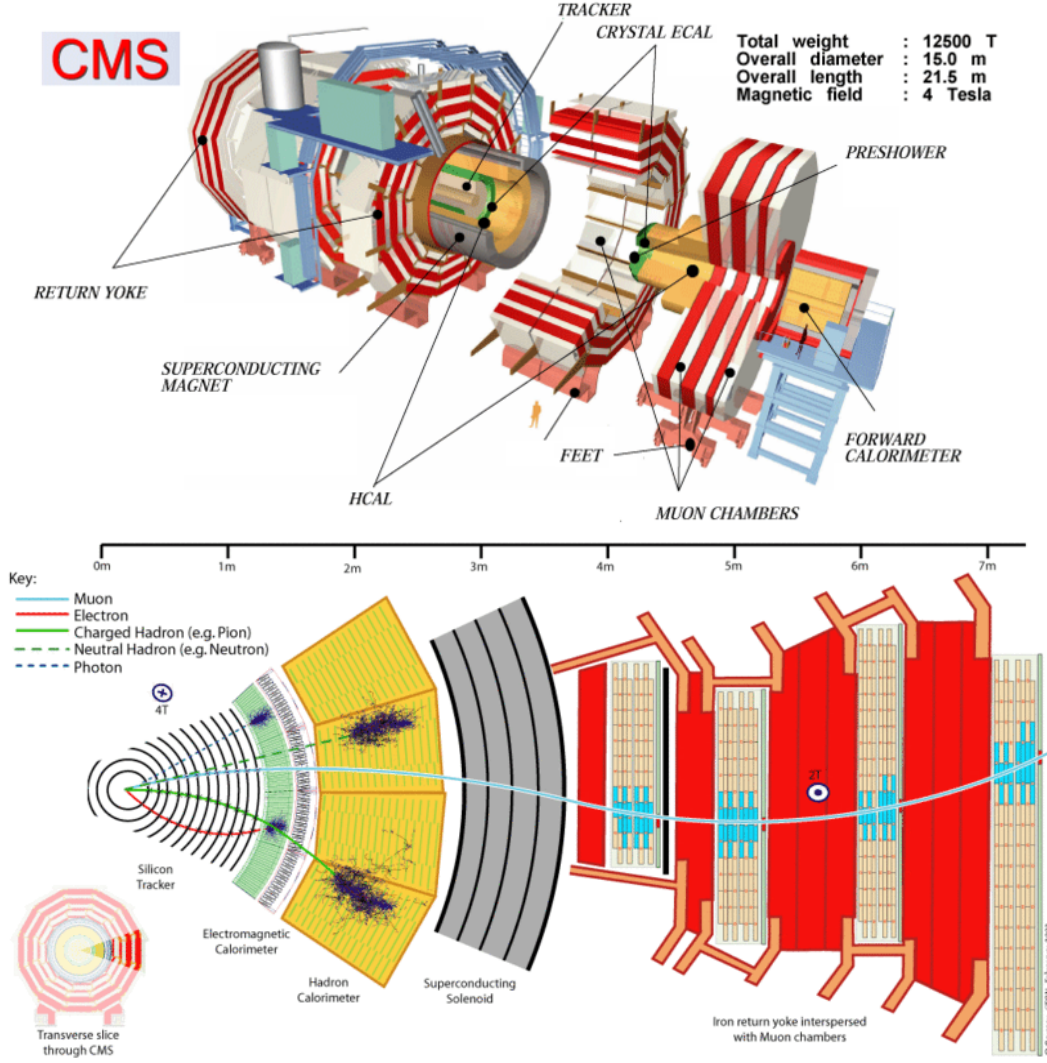 CMS
TRACKER
CRYSTAL ECAL
Total weight : 12500 T
Overall diameter : 15.0 m
Overall length : 21.5 m
Magnetic field : 4 Tesla
PRESHOWER
RETURN YOKE
SUPERCONDUCTING
MAGNET
FORWARD
CALORIMETER
FEET
HCAL
MUON CHAMBERS
0m 1m 2m 3m 4m 5m 6m 7m
Key:
Muon
Electron
Charged Hadron (e.g. Pion)
Neutral Hadron (e.g. Neutron)
Photon
4T
2T
Silicon
Tracker
Electromagnetic
Calorimeter
Hadron
Calorimeter
Superconducting
Solenoid
Iron return yoke interspersed
with Muon chambers
Transverse slice
through CMS